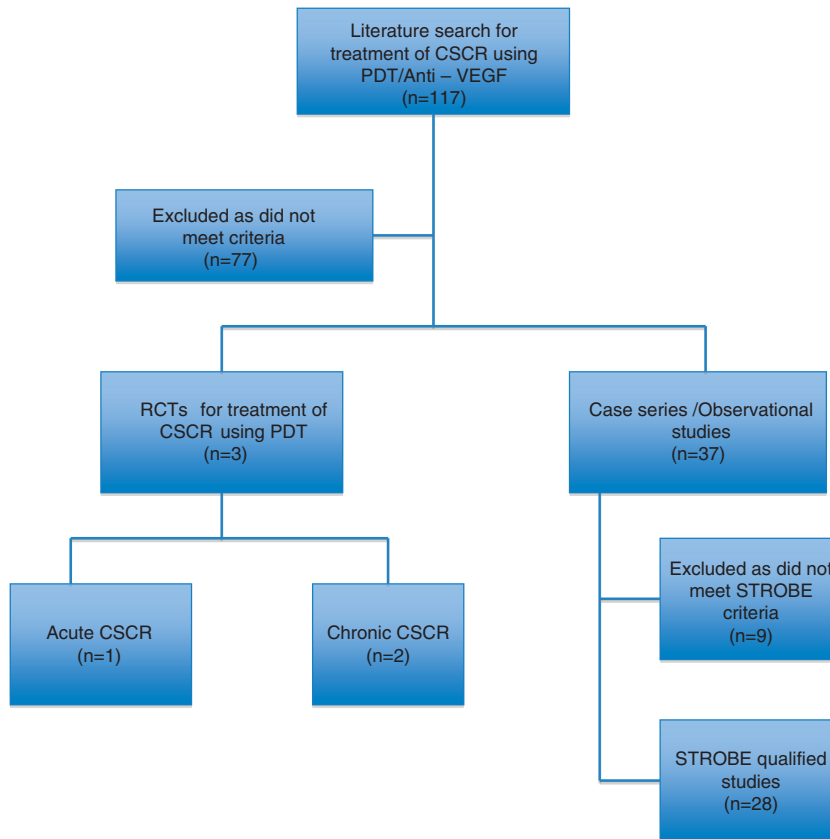 Literature search for
treatment of CSCR using
PDT/Anti – VEGF
(n=117)
Excluded as did not
meet criteria
(n=77)
RCTs for treatment of
CSCR using PDT
(n=3)
Case series /Observational
studies
(n=37)
Acute CSCR
(n=1)
Chronic CSCR
(n=2)
Excluded as did not
meet STROBE
criteria
(n=9)
STROBE qualified
studies
(n=28)